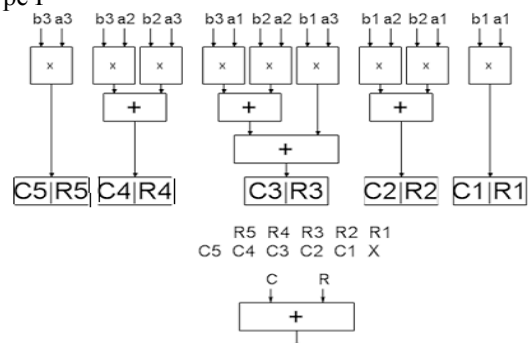 pe I
b3 a3 b3 a2 b2 a3 b3 a1 b2 a2 b1 a3 b1 a2 b2 a1 b1 a1
x x x x x x x x x
+ + +
+
C5|R5 C4|R4 C3|R3 C2|R2 C1|R1
R5 R4 R3 R2 R1
C5 C4 C3 C2 C1 X
C R
+